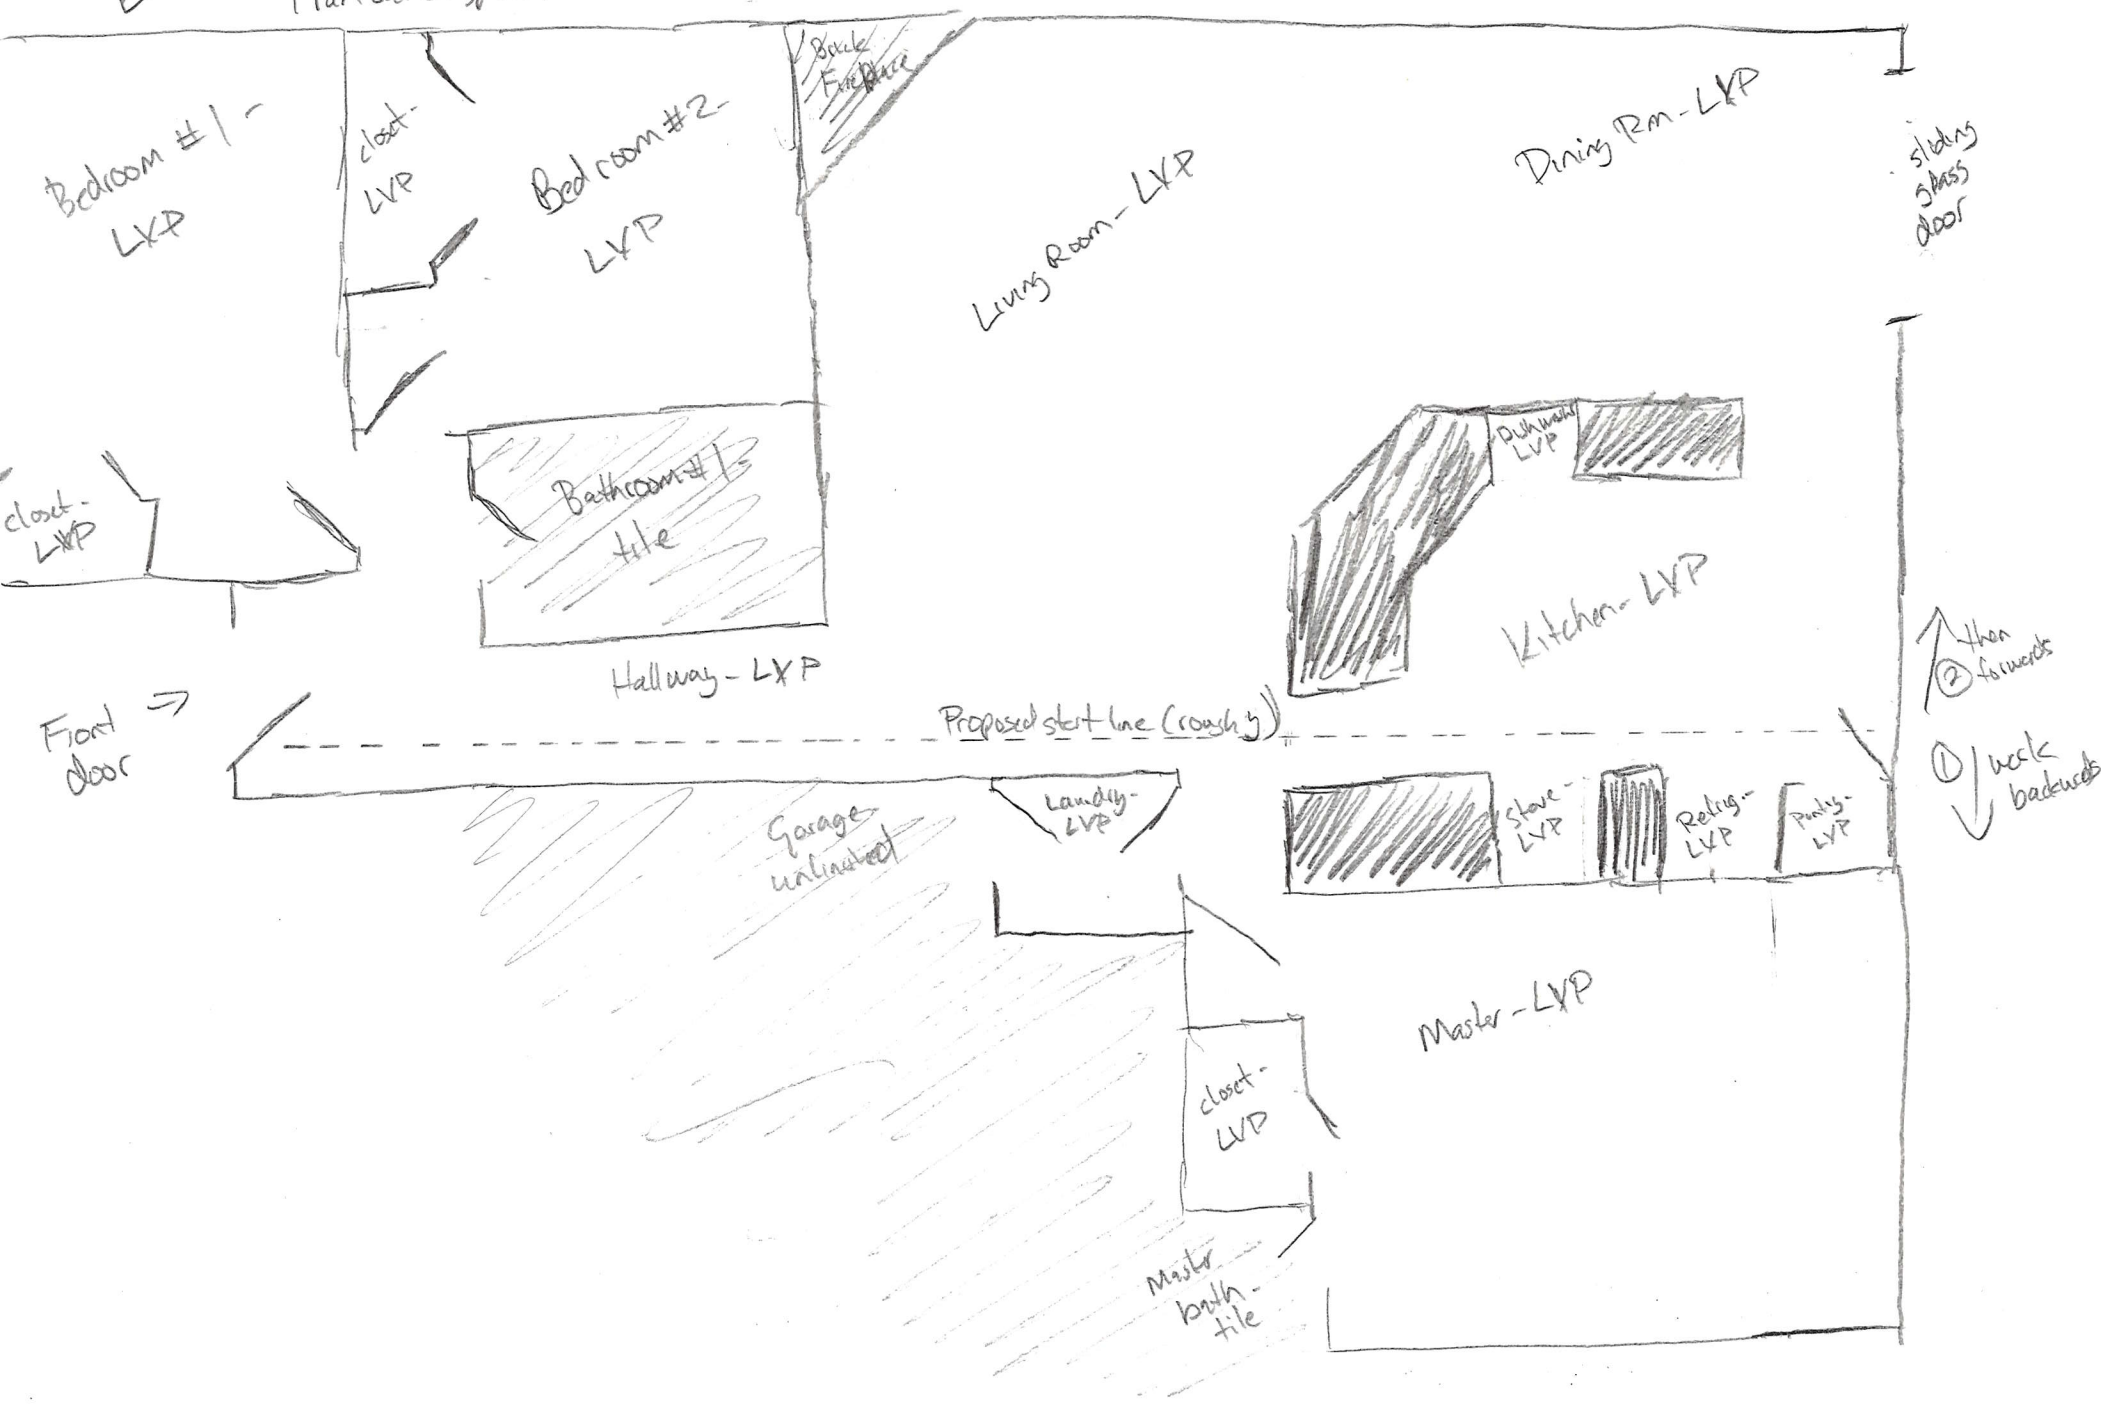 Brick
Fireplace
Bedroom #1-
LVP
closet-
LVP
Bedroom #2-
LVP
Living Room-LVP
Dining Rm-LVP
sliding
glass
door
closet-
LVP
Bathroom #1-
tile
Dishwasher
LVP
Kitchen-LVP
Hallway-LVP
Front
door
Proposed start line (roughly)
② then
forwards
① work
backwards
Garage
Laundry-
LVP
Stove-
LVP
Refrig-
LVP
Pantry-
LVP
Master-LVP
closet-
LVP
Master
bath-
tile